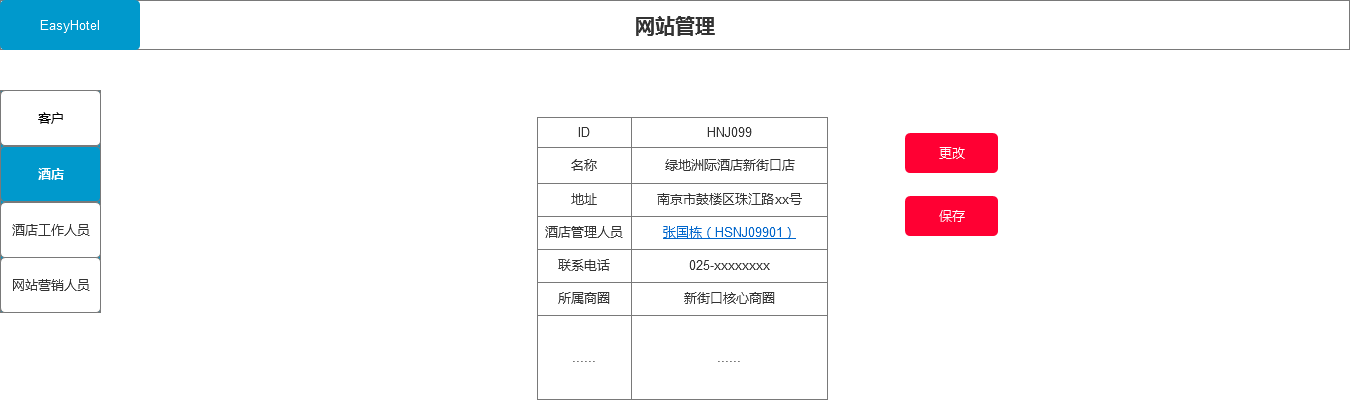 EasyHotel
网站管理
客户
酒店
酒店工作人员
网站营销人员
ID HNJ099
名称 绿地洲际酒店新街口店
地址 南京市鼓楼区珠江路xx号
酒店管理人员 张国栋（HSNJ09901）
联系电话 025-xxxxxxxx
所属商圈 新街口核心商圈
…… ……
更改
保存